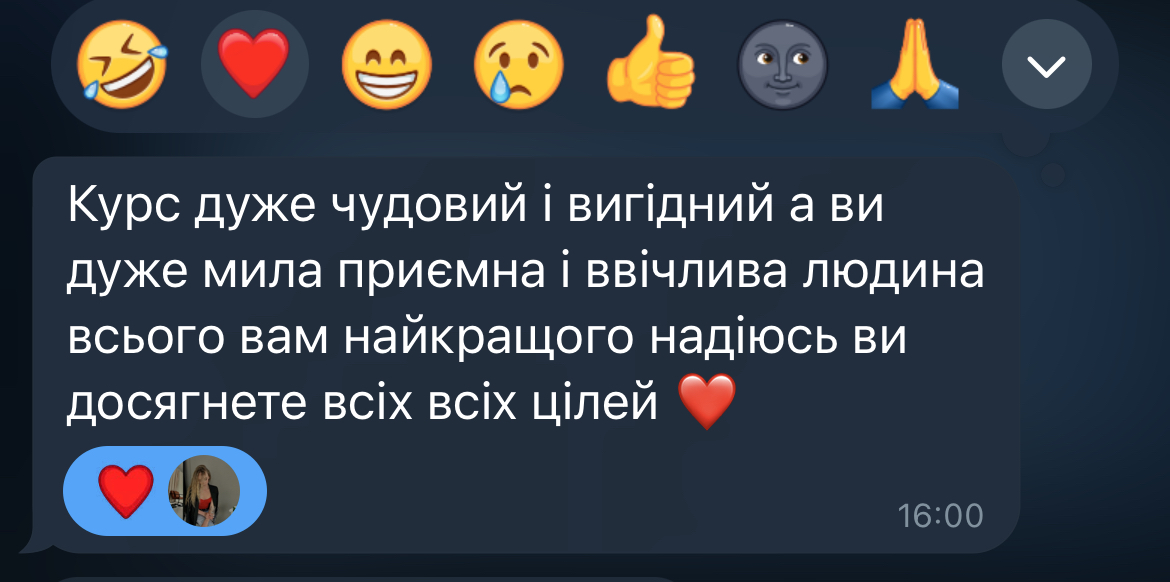 Курс дуже чудовий і вигідний а ви
дуже мила приємна і ввічлива людина
всього вам найкращого надіюсь ви
досягнете всіх всіх цілей ❤️
16:00